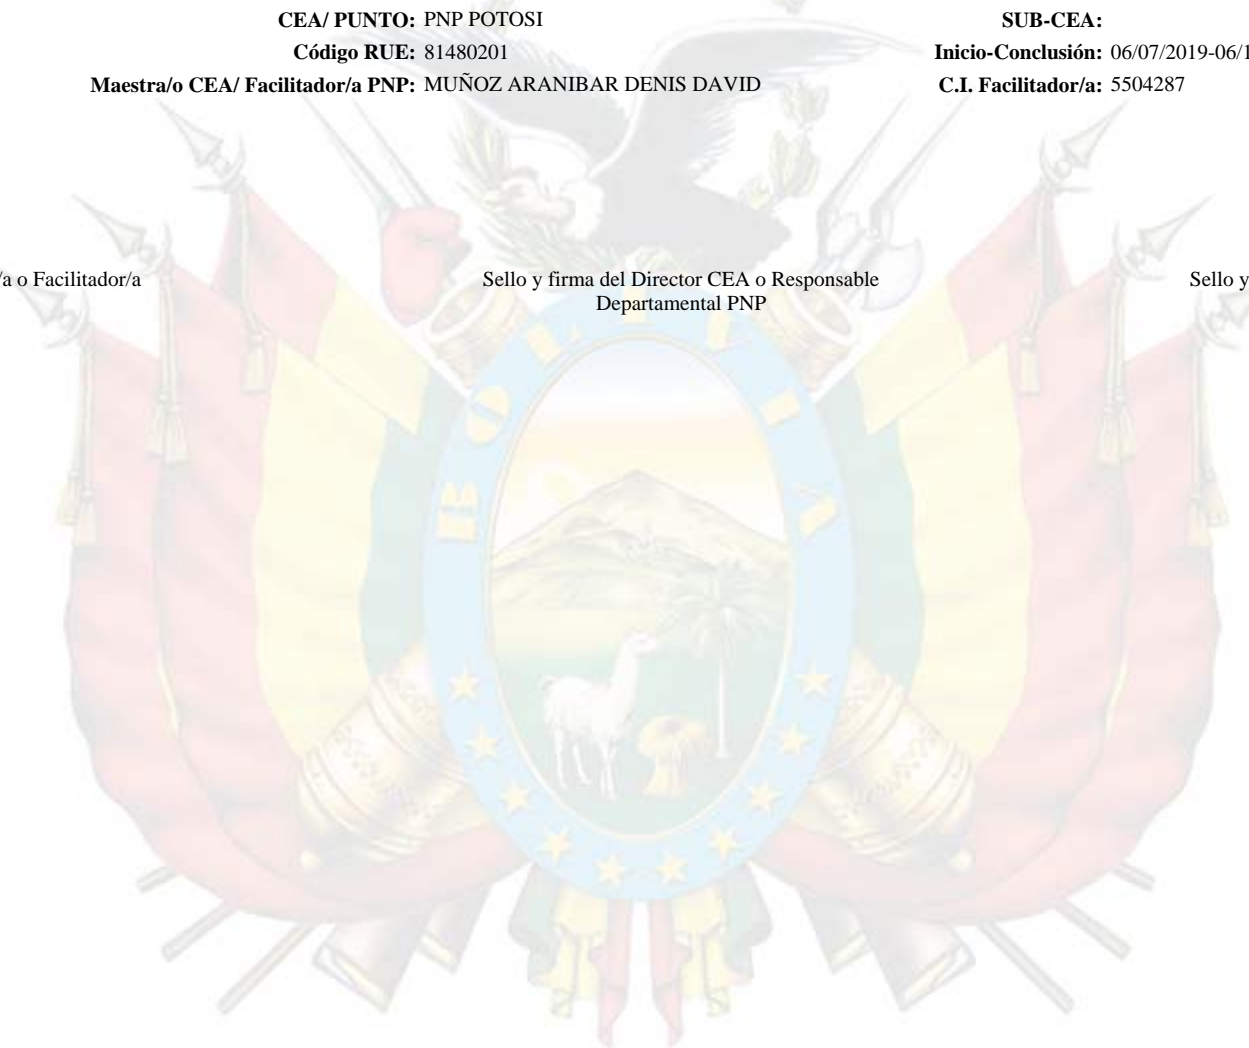 CEA/ PUNTO: PNP POTOSI SUB-CEA:
Código RUE: 81480201 Inicio-Conclusión: 06/07/2019-06/1
Maestra/o CEA/ Facilitador/a PNP: MUÑOZ ARANIBAR DENIS DAVID C.I. Facilitador/a: 5504287
/a o Facilitador/a Sello y firma del Director CEA o Responsable Sello y
Departamental PNP
BOLIVIA